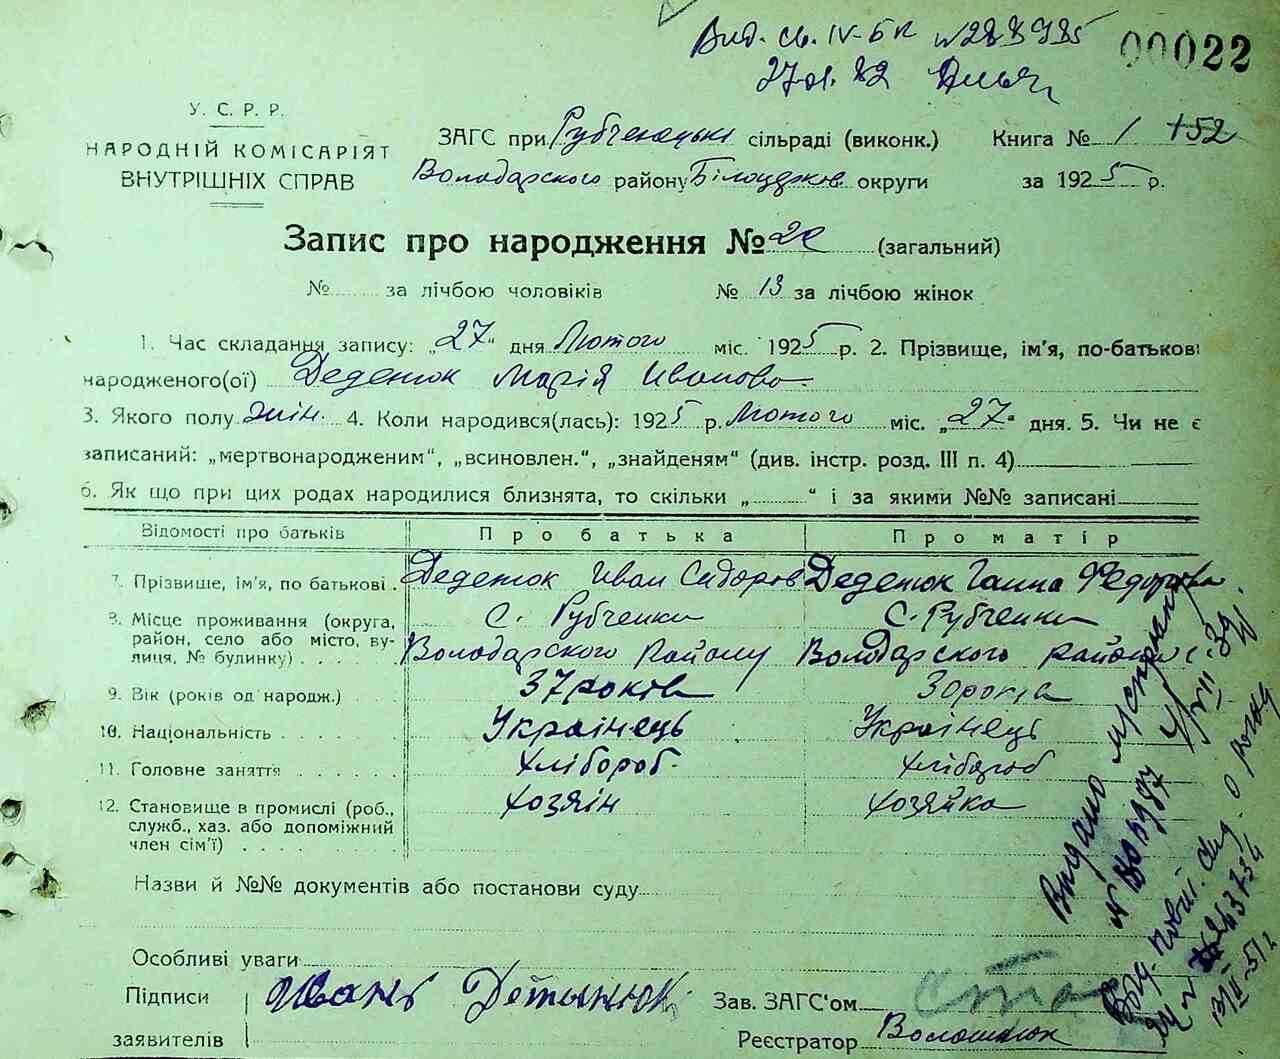 Вид. св. IV-БК №288985
00022
27.01.82
У. С. Р. Р.
НАРОДНІЙ КОМІСАРІЯТ
ВНУТРІШНІХ СПРАВ
ЗАГС при Рубченецькі сільраді (виконк.) Книга № 1 152
Володарского району Білоцерков округи за 1925 р.
Запис про народження № (загальний)
№ за лічбою чоловіків № 13 за лічбою жінок
1. Час складання запису: „27“ дня Лютого міс. 1925 р. 2. Прізвище, ім'я, по-батькові
народженого(ої) Деденюк Марія Иванова
3. Якого полу жін. 4. Коли народився(лась): 1925 р. Лютого міс. „27“ дня. 5. Чи не є
записаний: „мертвонародженим“, „всиновлен.“, „знайденям“ (див. інстр. розд. III п. 4)
6. Як що при цих родах народилися близнята, то скільки „ “ і за якими №№ записані
Відомості про батьків Про батька Про матір
7. Прізвище, ім'я, по батькові Деденюк Иван Сидоров Деденюк Ганна Федорова
8. Місце проживання (округа, с. Рубченки с. Рубченки
район, село або місто, вулиця, № булинку) Володарского району Володарского району
9. Вік (років од народж.) 37 років 30 років
10. Національність Українець Українець
11. Головне заняття хлібороб хлібороб
12. Становище в промислі (роб., хозяїн хозяйка
служб., хаз. або допоміжний
член сім'ї)
Назви й №№ документів або постанови суду
Особливі уваги
Підписи Иванъ Зав. ЗАГС'ом
заявителів Реєстратор Волошинюк
Видано